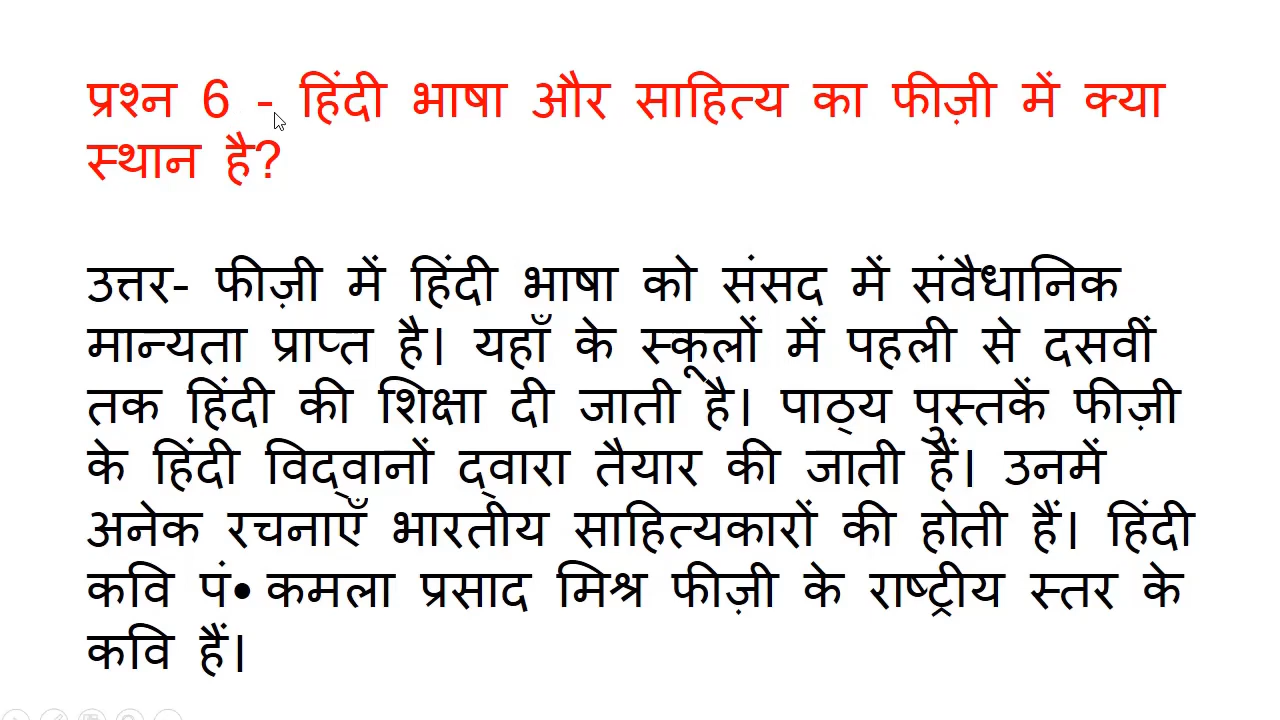 प्रश्न 6 - हिंदी भाषा और साहित्य का फीज़ी में क्या
स्थान है?
उत्तर- फीज़ी में हिंदी भाषा को संसद में संवैधानिक
मान्यता प्राप्त है। यहाँ के स्कूलों में पहली से दसवीं
तक हिंदी की शिक्षा दी जाती है। पाठ्य पुस्तकें फीज़ी
के हिंदी विद्वानों द्वारा तैयार की जाती हैं। उनमें
अनेक रचनाएँ भारतीय साहित्यकारों की होती हैं। हिंदी
कवि पं• कमला प्रसाद मिश्र फीज़ी के राष्ट्रीय स्तर के
कवि हैं।